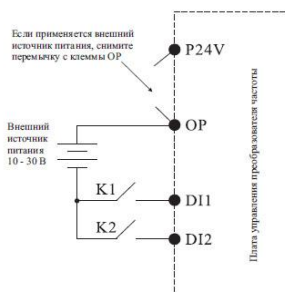 Если применяется внешний
источник питания, снимите
перемычку с клеммы OP
P24V
OP
Внешний
источник
питания
10 - 30 В
K1
DI1
K2
DI2
Плата управления преобразователя частоты